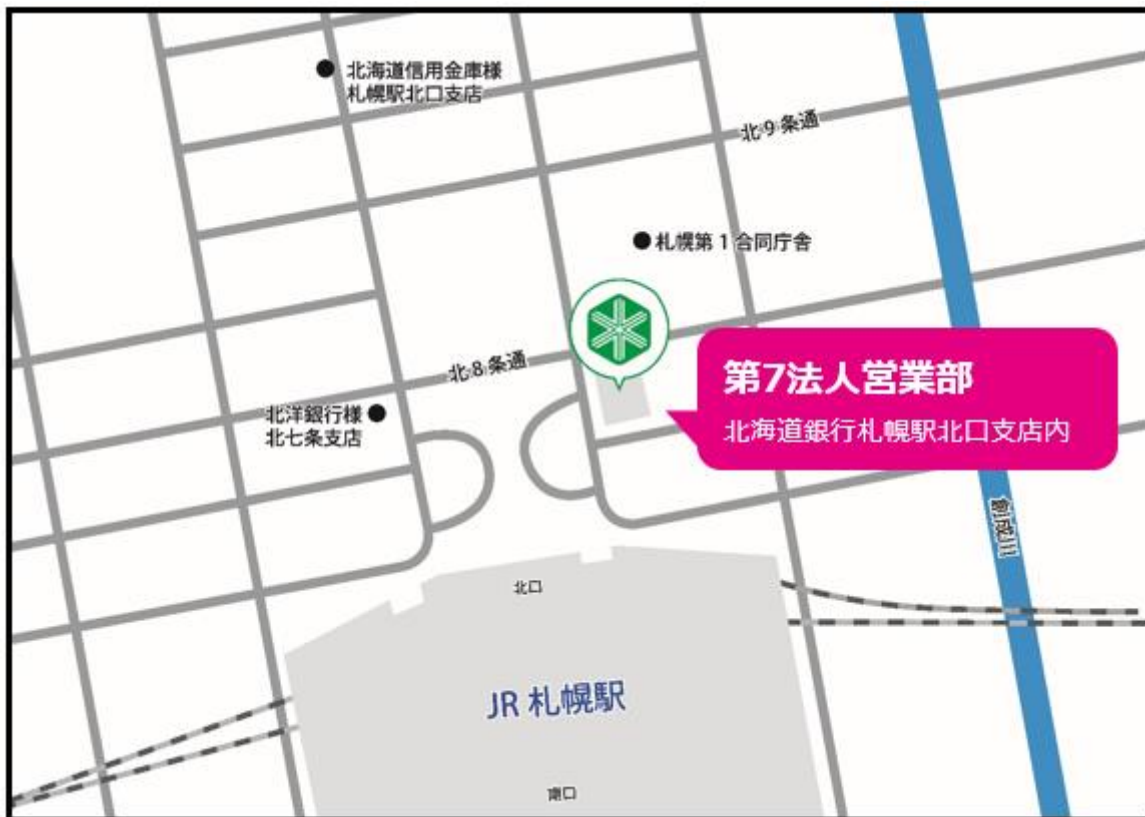 北海道信用金庫様
札幌駅北口支店
北9条通
札幌第1合同庁舎
北8条通
第7法人営業部
北海道銀行札幌駅北口支店内
北洋銀行様
北七条支店
創成川
北口
JR 札幌駅
南口